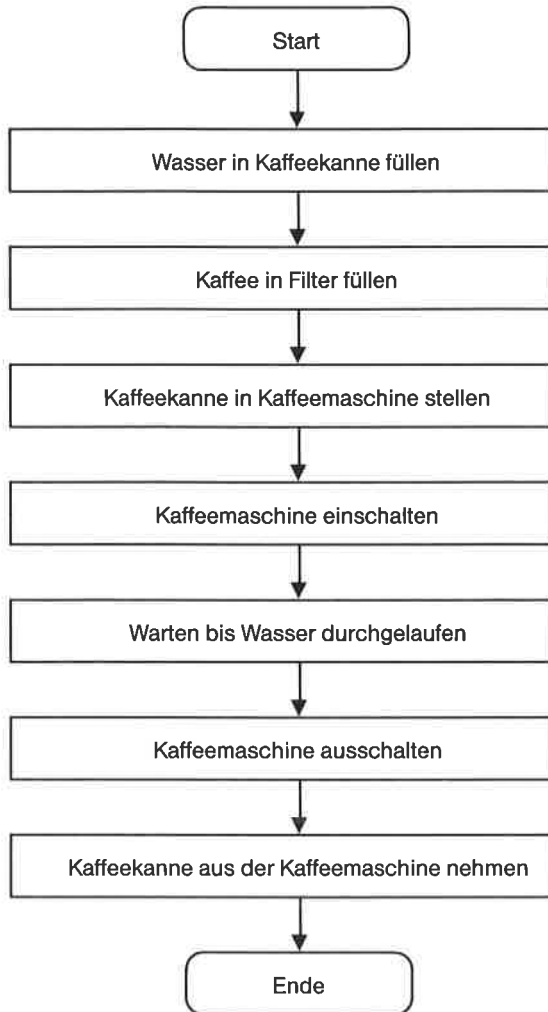 Start
Wasser in Kaffeekanne füllen
Kaffee in Filter füllen
Kaffeekanne in Kaffeemaschine stellen
Kaffeemaschine einschalten
Warten bis Wasser durchgelaufen
Kaffeemaschine ausschalten
Kaffeekanne aus der Kaffeemaschine nehmen
Ende